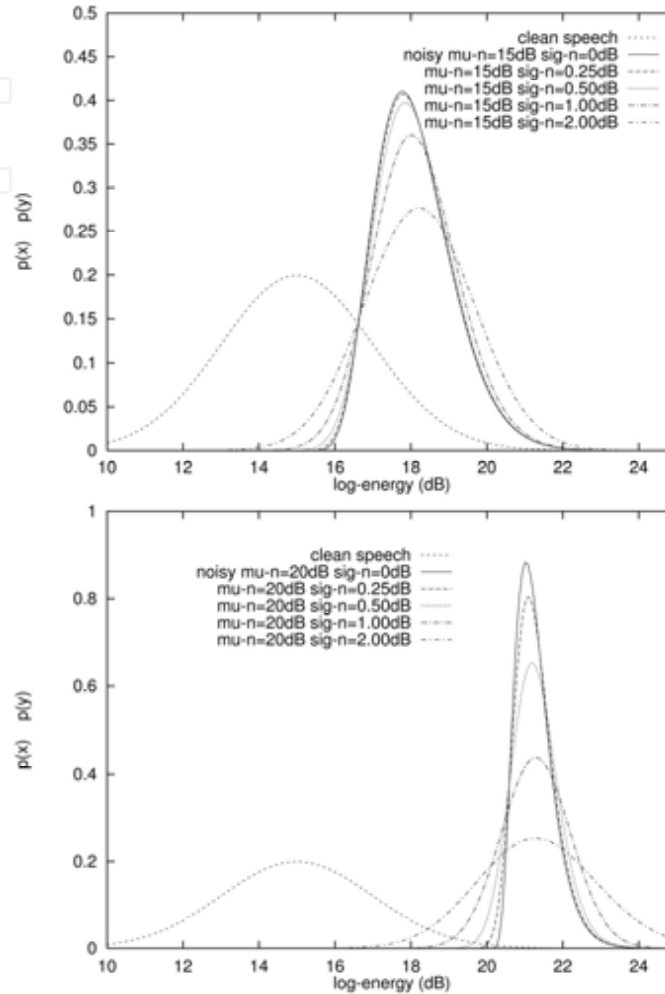 0.5
clean speech
noisy mu-n=15dB sig-n=0dB
mu-n=15dB sig-n=0.25dB
mu-n=15dB sig-n=0.50dB
mu-n=15dB sig-n=1.00dB
mu-n=15dB sig-n=2.00dB
0.45
0.4
0.35
0.3
0.25
0.2
0.15
0.1
0.05
0
p(x) p(y)
10 12 14 16 18 20 22 24
log-energy (dB)
1
clean speech
noisy mu-n=20dB sig-n=0dB
mu-n=20dB sig-n=0.25dB
mu-n=20dB sig-n=0.50dB
mu-n=20dB sig-n=1.00dB
mu-n=20dB sig-n=2.00dB
0.8
0.6
0.4
0.2
0
p(x) p(y)
10 12 14 16 18 20 22 24
log-energy (dB)